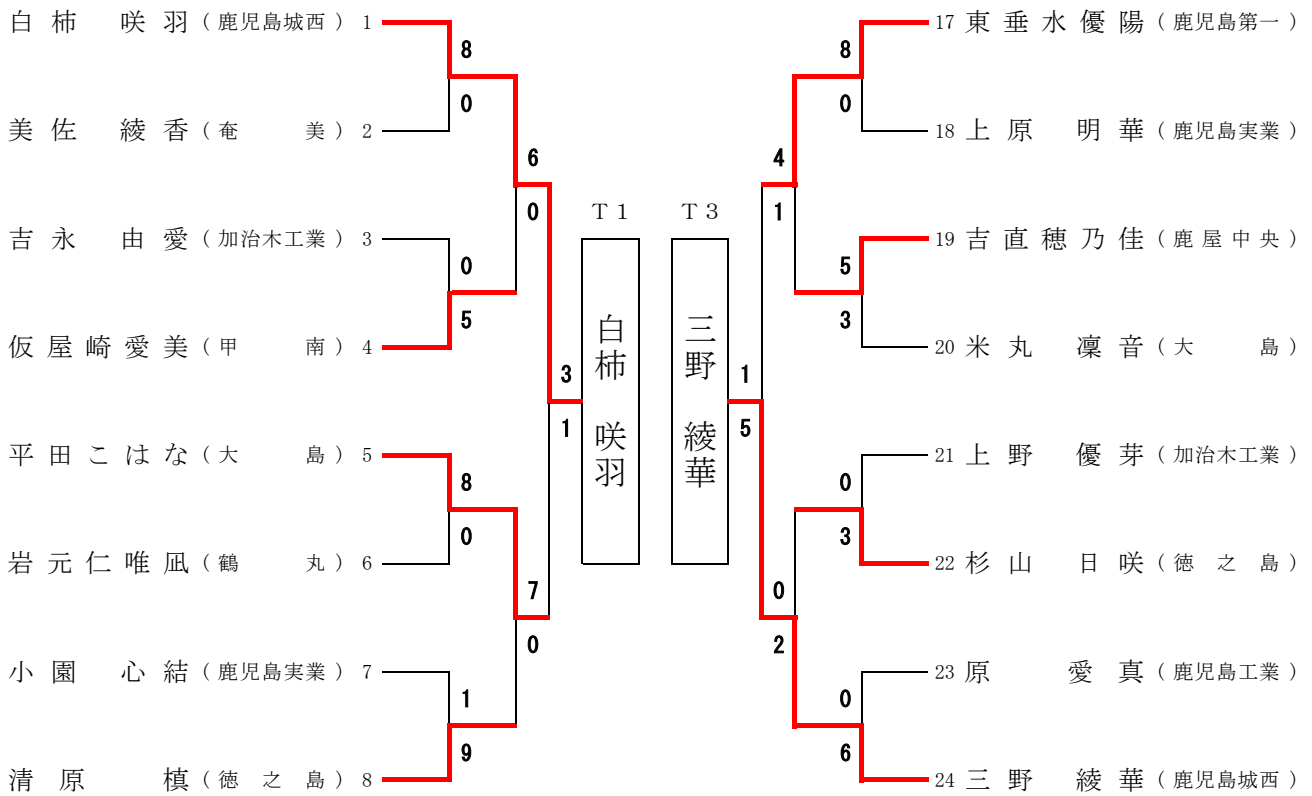 白柿 咲羽（鹿児島城西）1
8
0
美佐 綾香（奄美）2
6
0
吉永 由愛（加治木工業）3
0
5
仮屋崎愛美（甲南）4
3
1
平田こはな（大島）5
8
0
岩元仁唯凪（鶴丸）6
7
0
小園 心結（鹿児島実業）7
1
9
清原 槙（徳之島）8
T1
白柿 咲羽
T3
三野 綾華
17 東垂水優陽（鹿児島第一）
8
0
18 上原 明華（鹿児島実業）
4
1
19 吉直穂乃佳（鹿屋中央）
5
3
20 米丸 凜音（大島）
1
5
21 上野 優芽（加治木工業）
0
3
22 杉山 日咲（徳之島）
0
2
23 原 愛真（鹿児島工業）
0
6
24 三野 綾華（鹿児島城西）